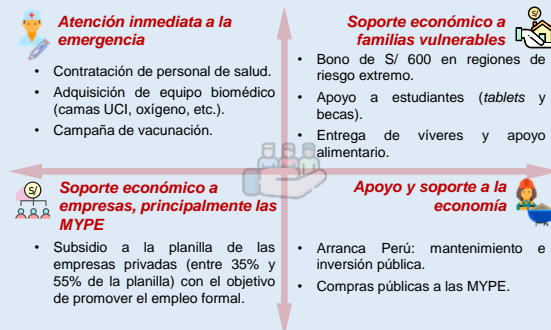 Atención inmediata a la
emergencia
• Contratación de personal de salud.
• Adquisición de equipo biomédico
(camas UCI, oxígeno, etc.).
• Campaña de vacunación.
Soporte económico a
familias vulnerables
S/
• Bono de S/ 600 en regiones de
riesgo extremo.
• Apoyo a estudiantes (tablets y
becas).
• Entrega de víveres y apoyo
alimentario.
S/
Soporte económico a
empresas, principalmente las
MYPE
• Subsidio a la planilla de las
empresas privadas (entre 35% y
55% de la planilla) con el objetivo
de promover el empleo formal.
Apoyo y soporte a la
economía
• Arranca Perú: mantenimiento e
inversión pública.
• Compras públicas a las MYPE.